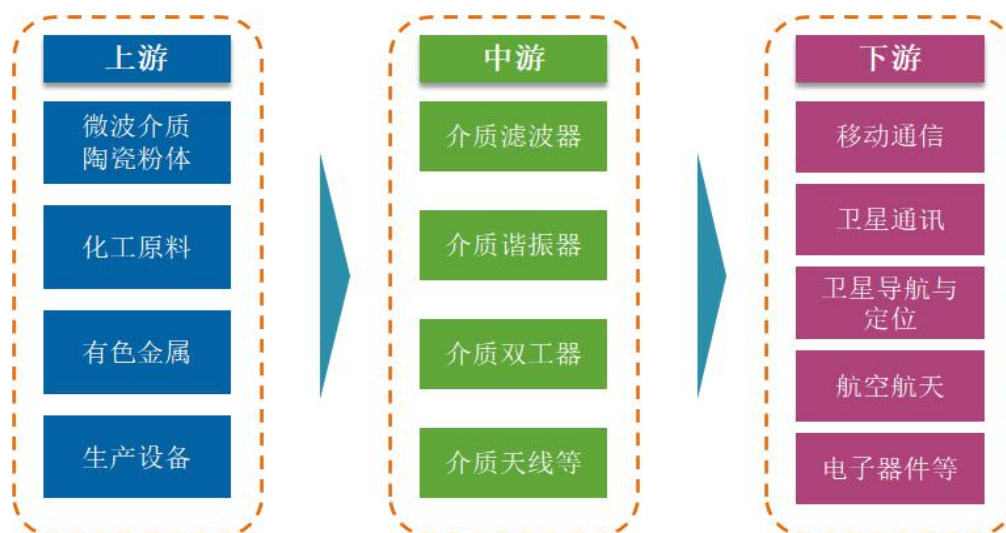 上游
微波介质
陶瓷粉体
化工原料
有色金属
生产设备
中游
介质滤波器
介质谐振器
介质双工器
介质天线等
下游
移动通信
卫星通讯
卫星导航与
定位
航空航天
电子器件等